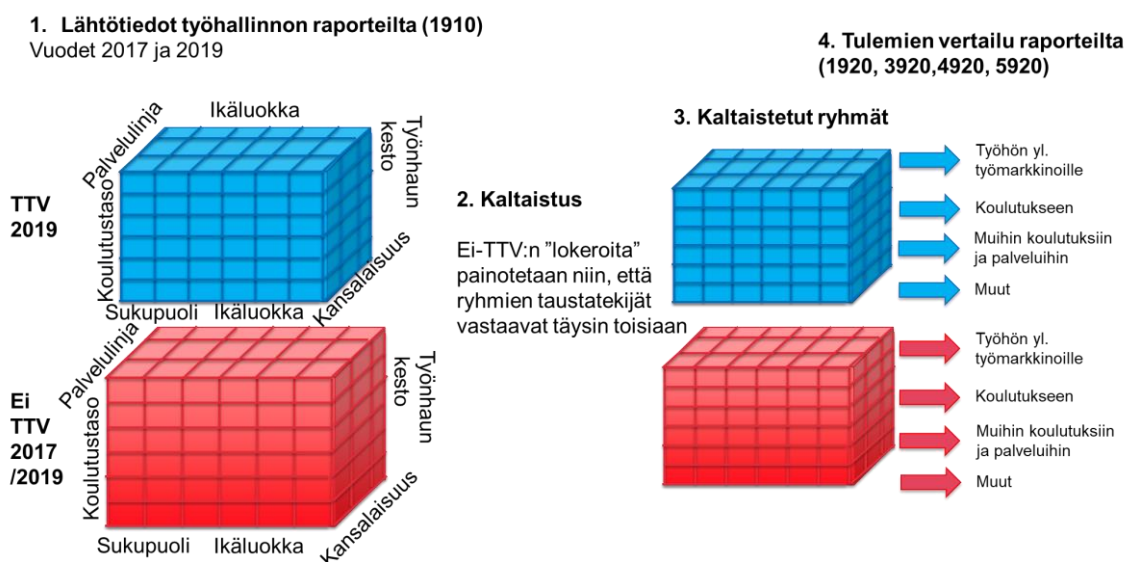 1. Lähtötiedot työhallinnon raporteilta (1910)
Vuodet 2017 ja 2019
TTV
2019
Palvelulinja
Ikäluokka
Työnhaun
kesto
Koulutustaso
Sukupuoli
Ikäluokka
Kansalaisuus
Ei
TTV
2017
/2019
Palvelulinja
Työnhaun
kesto
Koulutustaso
Sukupuoli
Ikäluokka
Kansalaisuus
2. Kaltaistus
Ei-TTV:n ”lokeroita”
painotetaan niin, että
ryhmien taustatekijät
vastaavat täysin toisiaan
3. Kaltaistetut ryhmät
4. Tulemien vertailu raporteilta
(1920, 3920,4920, 5920)
Työhön yl.
työmarkkinoille
Koulutukseen
Muihin koulutuksiin
ja palveluihin
Muut
Työhön yl.
työmarkkinoille
Koulutukseen
Muihin koulutuksiin
ja palveluihin
Muut